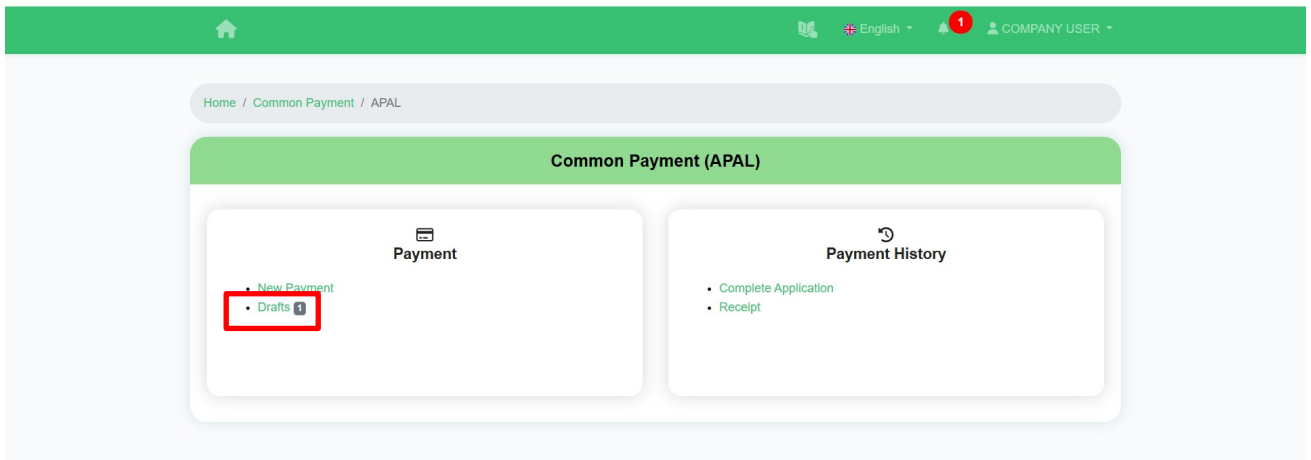 English 1 COMPANY USER
Home / Common Payment / APAL
Common Payment (APAL)
Payment
New Payment
Drafts 1
Payment History
Complete Application
Receipt